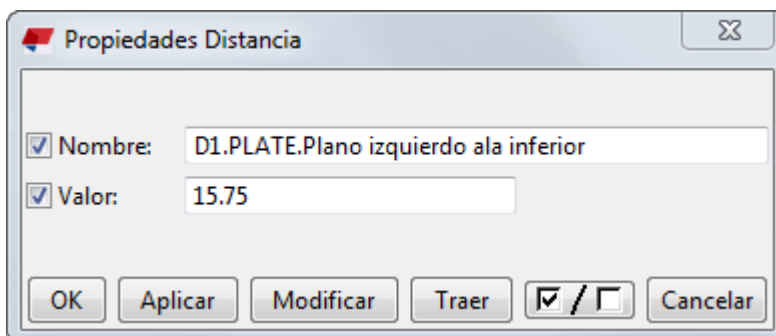 Propiedades Distancia
Nombre: D1.PLATE.Plano izquierdo ala inferior
Valor: 15.75
OK Aplicar Modificar Traer / Cancelar